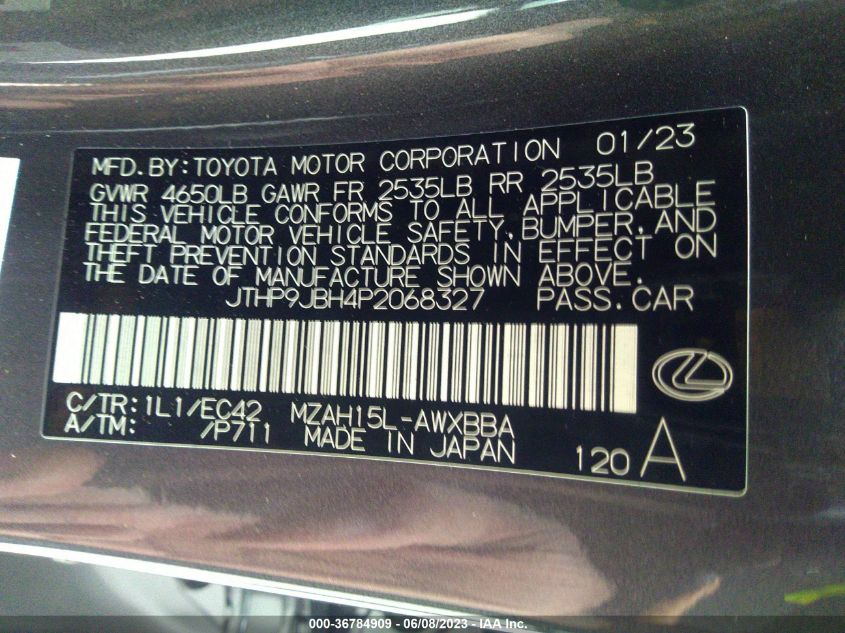 MFD.BY:TOYOTA MOTOR CORPORATION 01/23
GVWR 4650LB GAWR FR 2535LB RR 2535LB
THIS VEHICLE CONFORMS TO ALL APPLICABLE
FEDERAL MOTOR VEHICLE SAFETY,BUMPER,AND
THEFT PREVENTION STANDARDS IN EFFECT ON
THE DATE OF MANUFACTURE SHOWN ABOVE.
JTHP9JBH4P2068327 PASS.CAR
C/TR:1L1/EC42 MZAH15L-AWXBBA
A/TM: /P711 MADE IN JAPAN 120 A
000-36784909 - 06/08/2023 - IAA Inc.